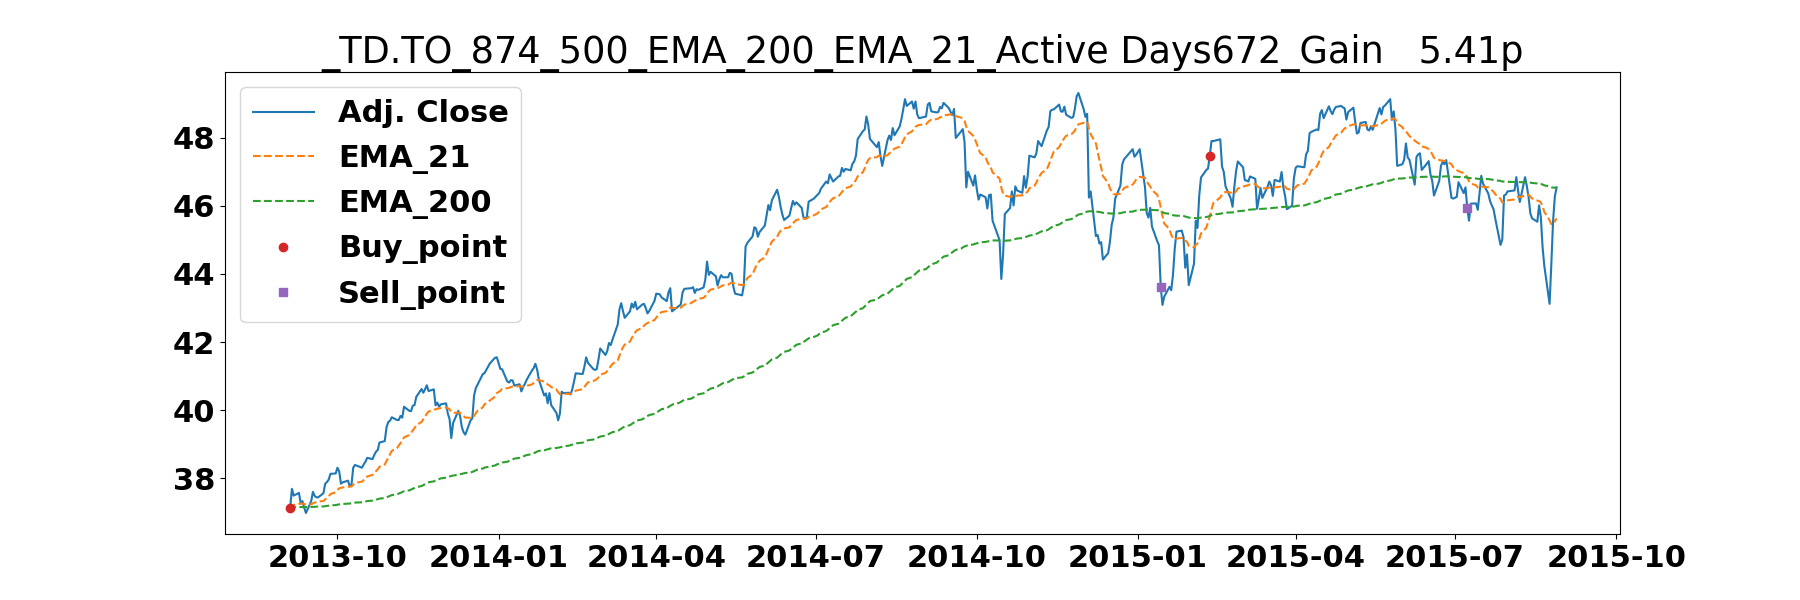 _TD.TO_874_500_EMA_200_EMA_21_Active Days672_Gain   5.41p
Adj. Close
EMA_21
EMA_200
Buy_point
Sell_point
48
46
44
42
40
38
2013-10 2014-01 2014-04 2014-07 2014-10 2015-01 2015-04 2015-07 2015-10